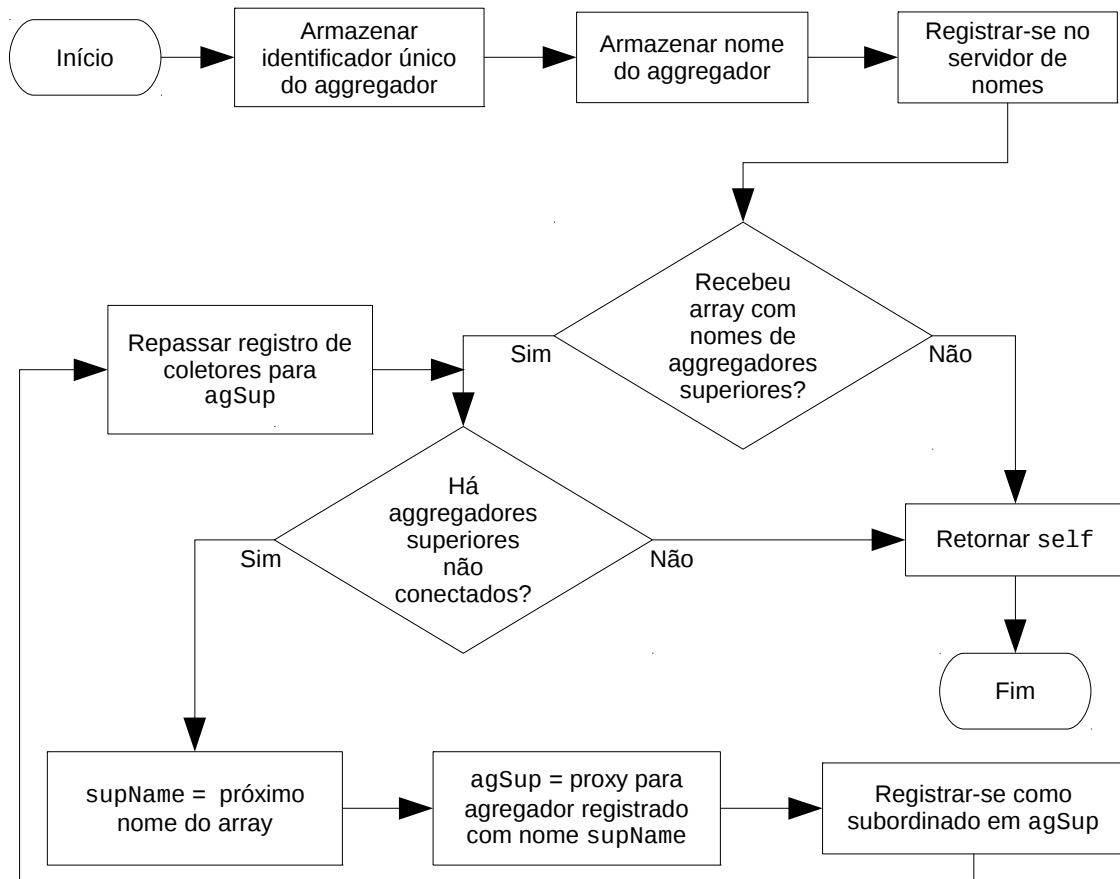 Início
Armazenar
identificador único
do aggregador
Armazenar nome
do aggregador
Registrar-se no
servidor de
nomes
Recebeu
array com
nomes de
aggregadores
superiores?
Sim
Não
Repassar registro de
coletores para
agSup
Há
aggregadores
superiores
não
conectados?
Sim
Não
Retornar self
Fim
supName = próximo
nome do array
agSup = proxy para
agregador registrado
com nome supName
Registrar-se como
subordinado em agSup